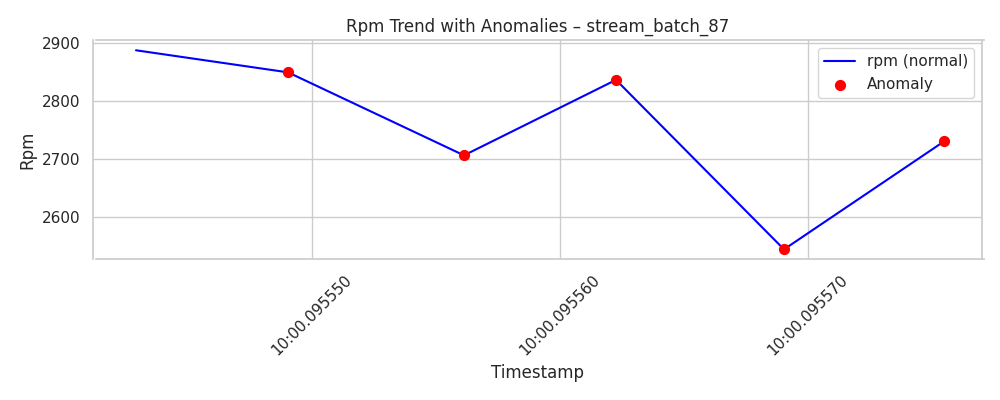 Rpm Trend with Anomalies – stream_batch_87
2900
2800
2700
2600
Rpm
rpm (normal)
Anomaly
10:00.095550
10:00.095560
10:00.095570
Timestamp